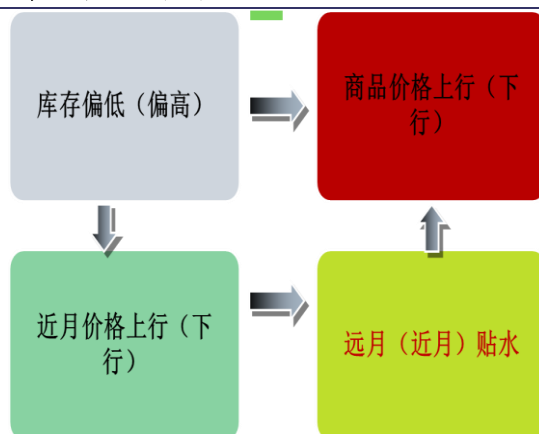 库存偏低（偏高）
商品价格上行（下
行）
近月价格上行（下
行）
远月（近月）贴水